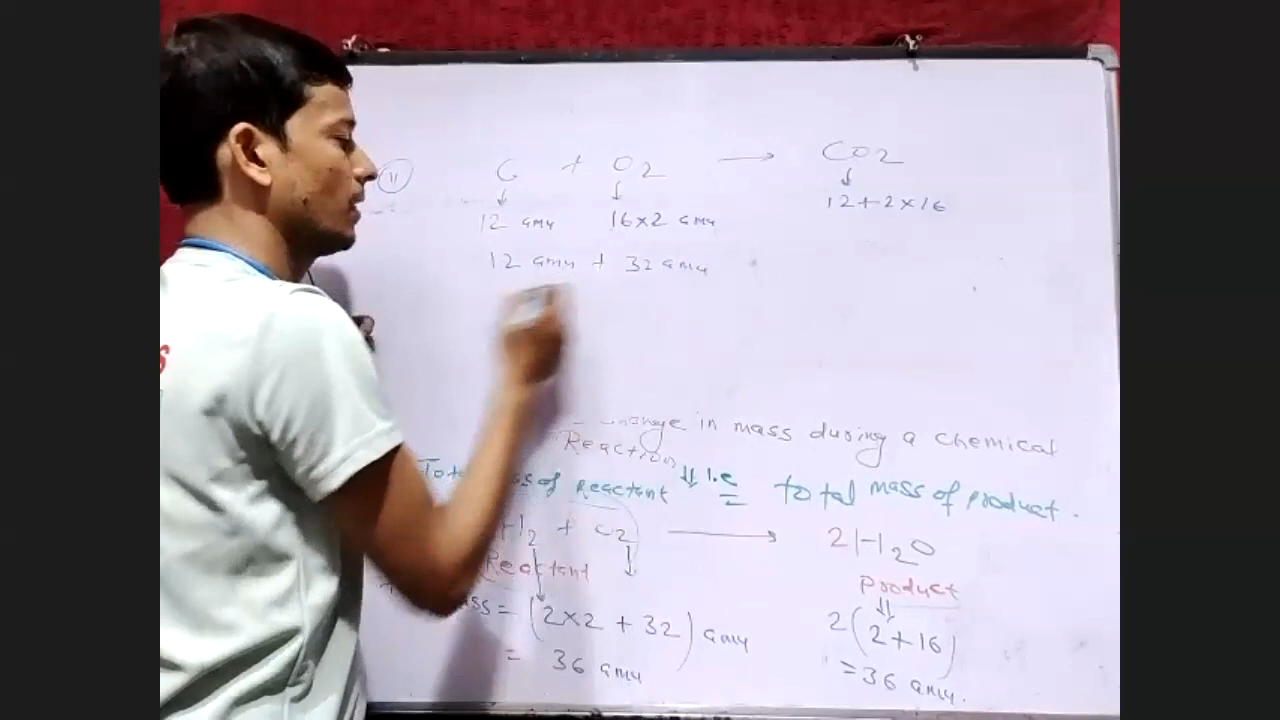 11 C + O2 → CO2
↓ ↓ ↓
12 amu 16×2 amu 12+2×16
12 amu + 32 amu
change in mass during a chemical
Reaction
Total mass of Reactant ⇓ i.e = total mass of product.
H2 + O2 → 2H2O
Reactant product
= (2×2 + 32) amu 2(2+16)
= 36 amu =36 amu.